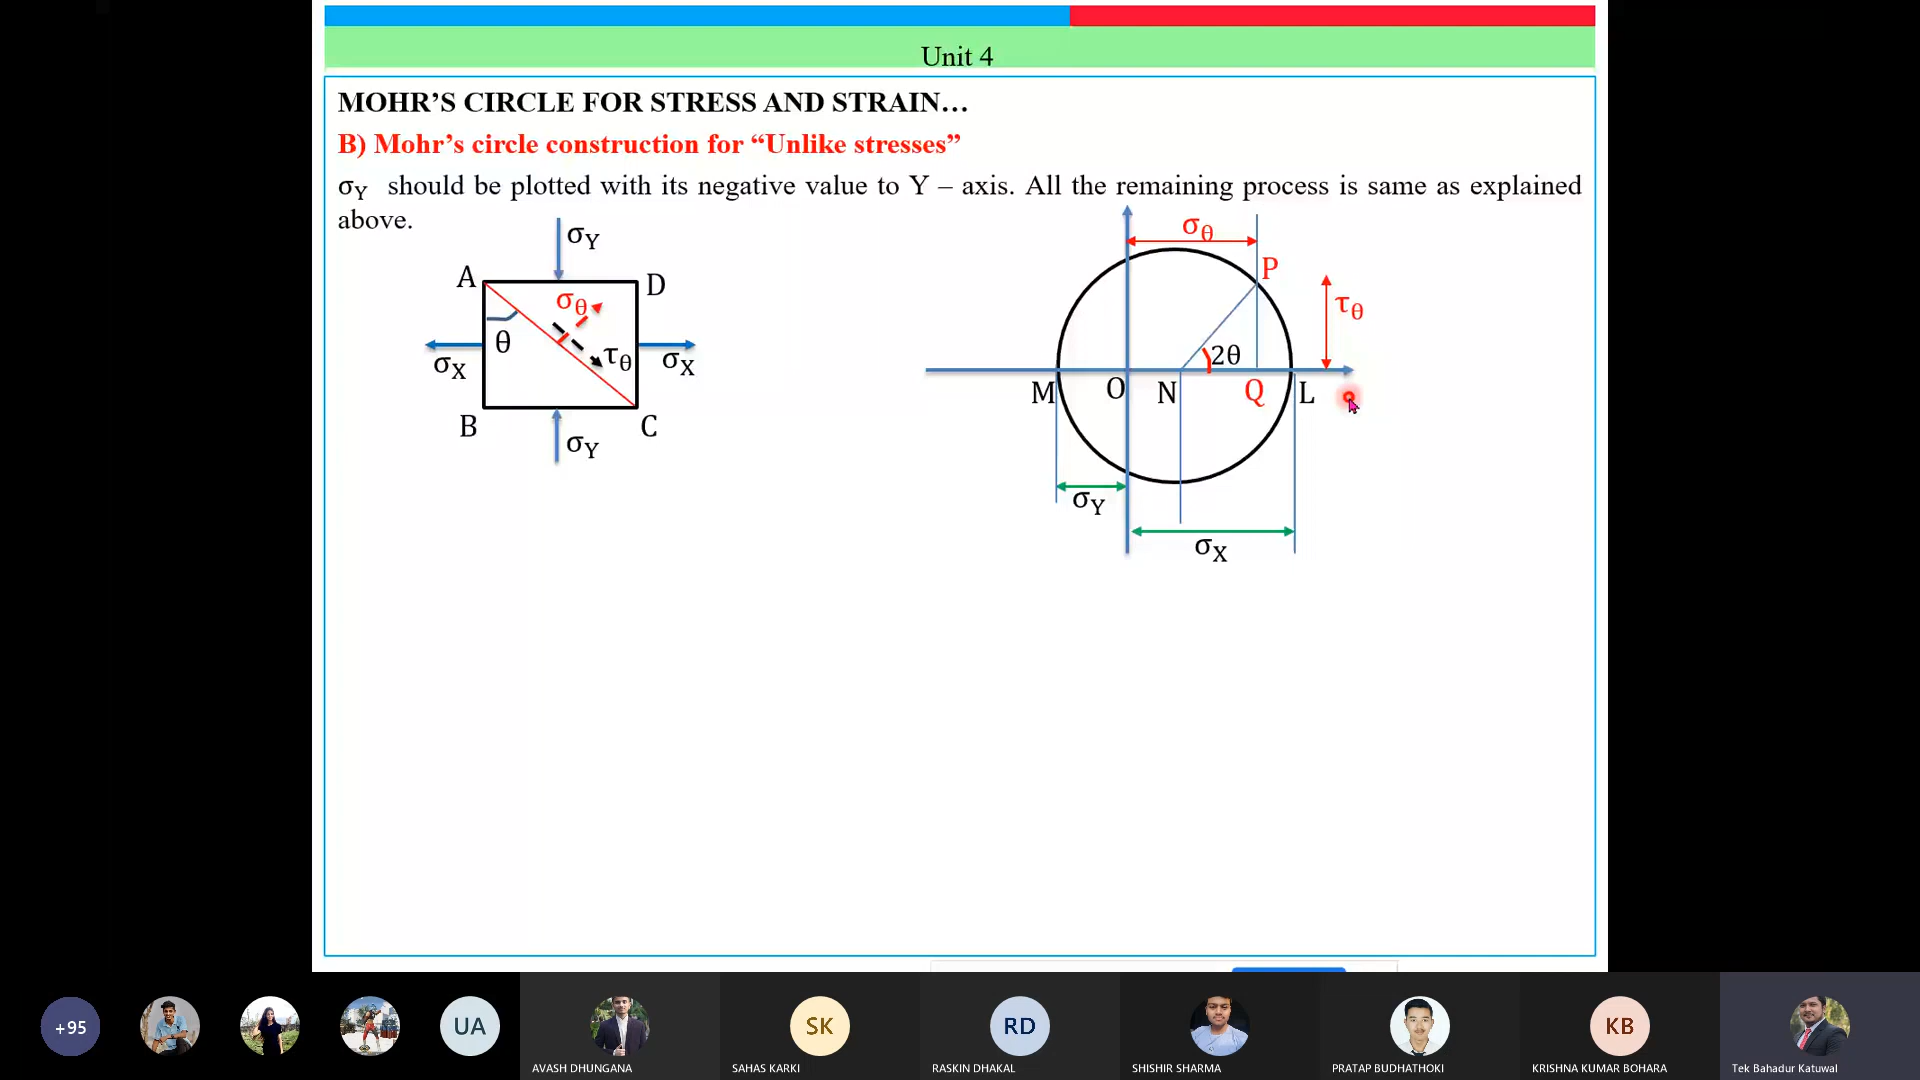 Unit 4
MOHR’S CIRCLE FOR STRESS AND STRAIN…
B) Mohr’s circle construction for “Unlike stresses”
σY should be plotted with its negative value to Y – axis. All the remaining process is same as explained
above.
σY
A
D
σθ
θ
τθ
σX
σX
B
C
σY
σθ
P
τθ
2θ
M
O
N
Q
L
σY
σX
+95
UA
SK
RD
KB
AVASH DHUNGANA
SAHAS KARKI
RASKIN DHAKAL
SHISHIR SHARMA
PRATAP BUDHATHOKI
KRISHNA KUMAR BOHARA
Tek Bahadur Katuwal